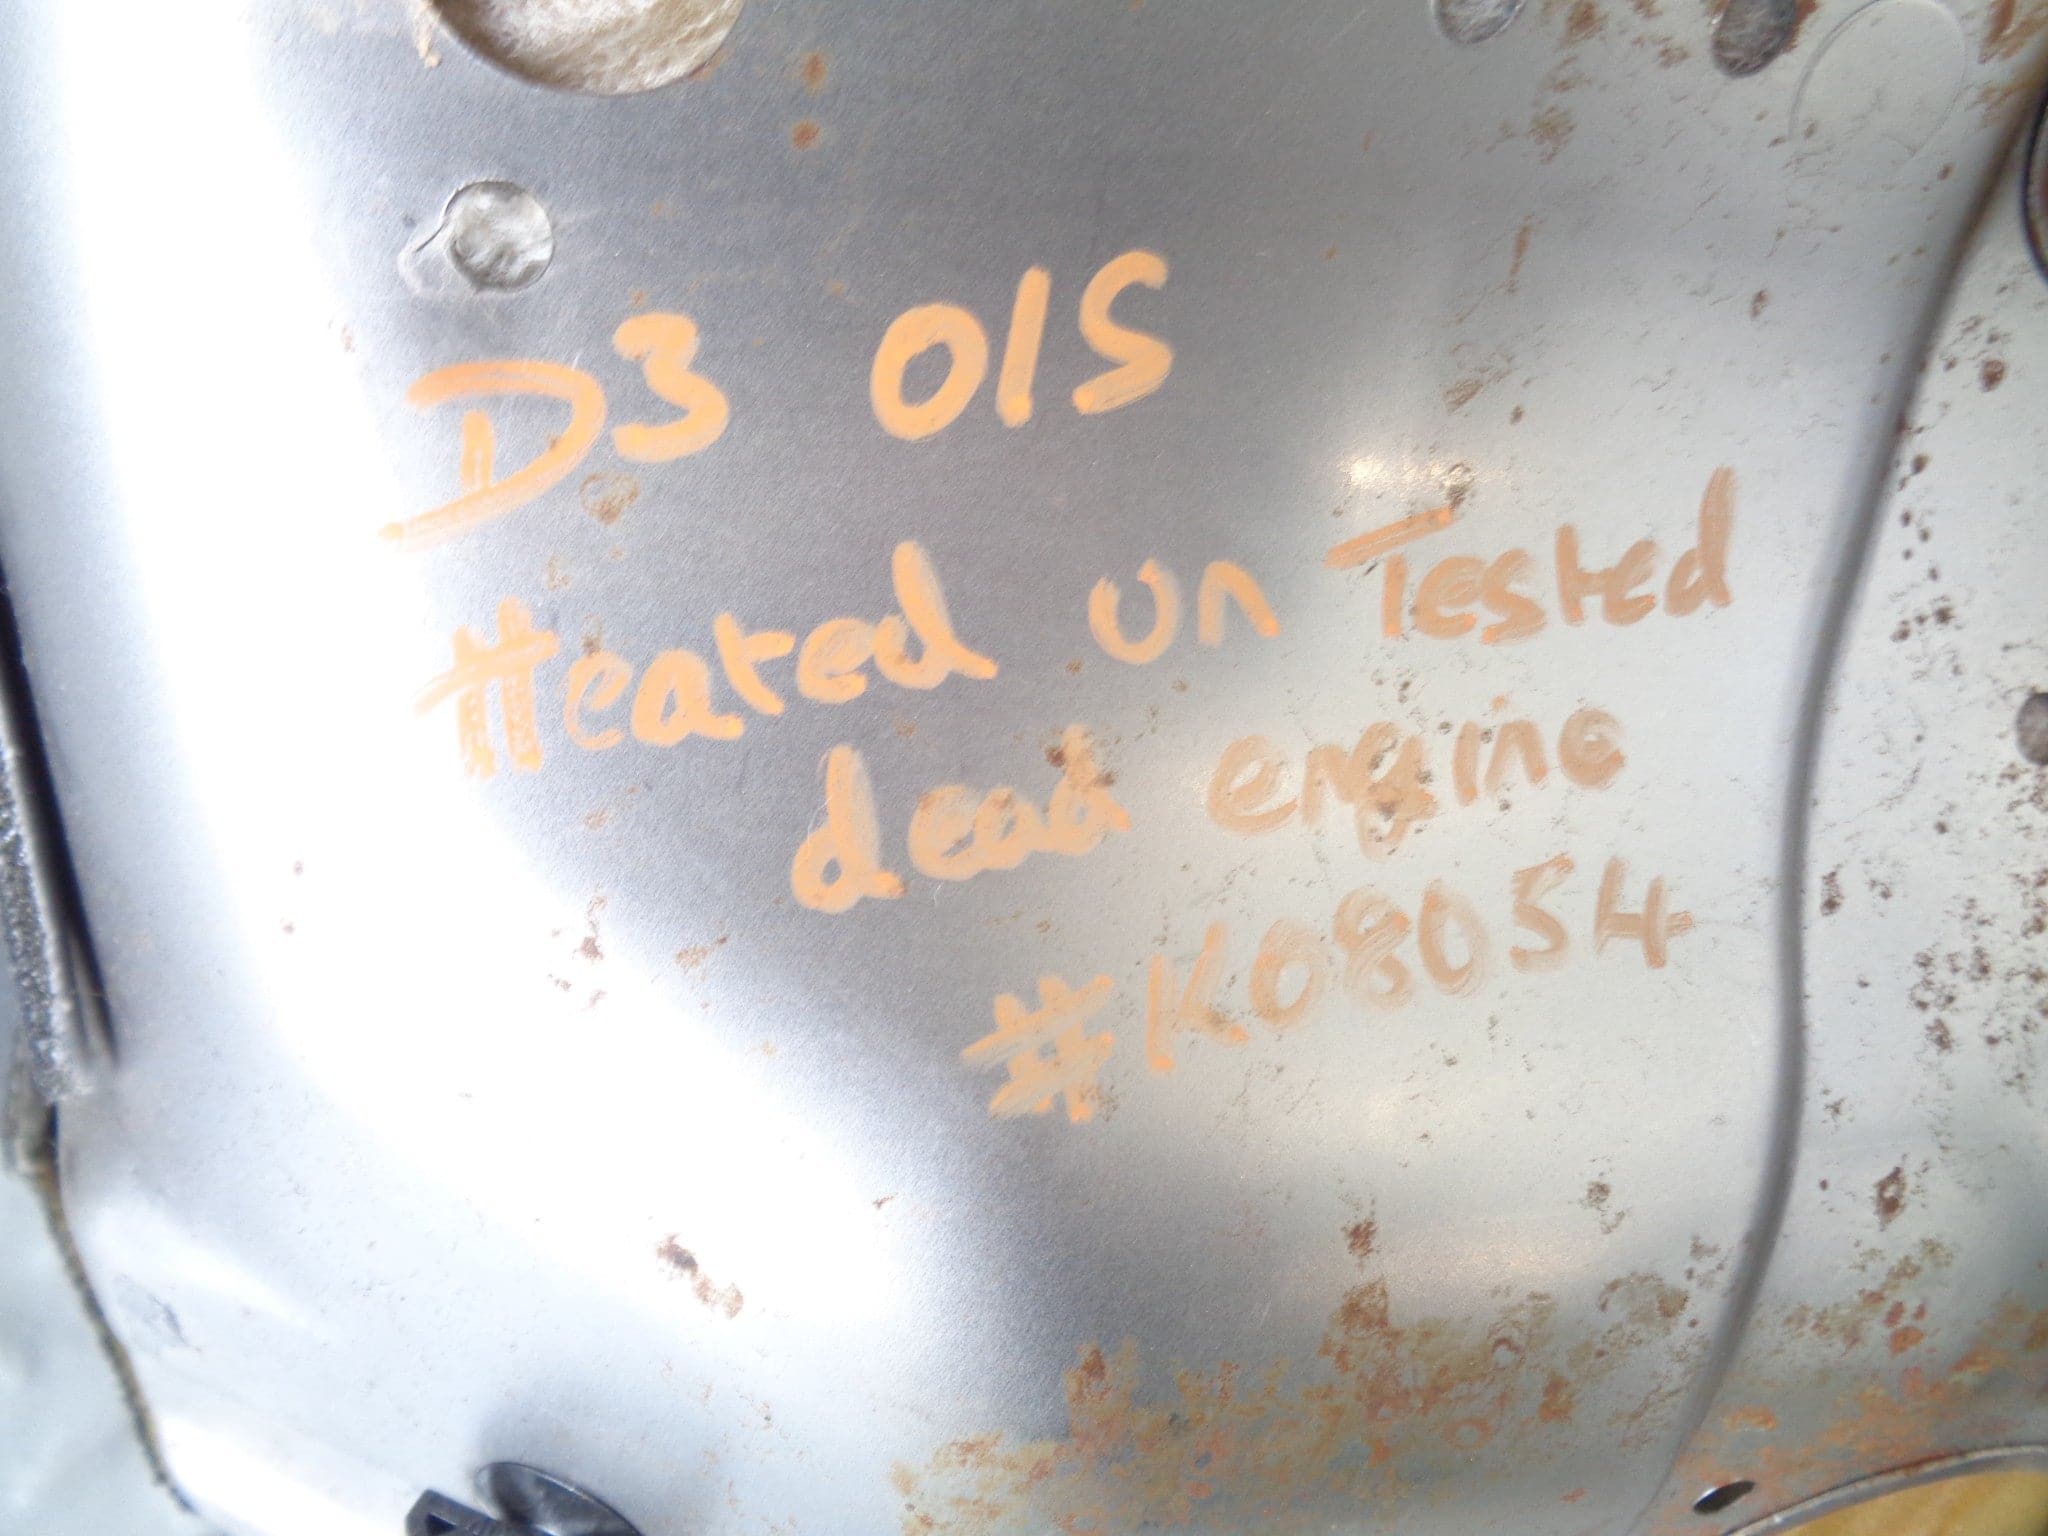 D3 O/S
Heated un Tested
dead engine
#K08054